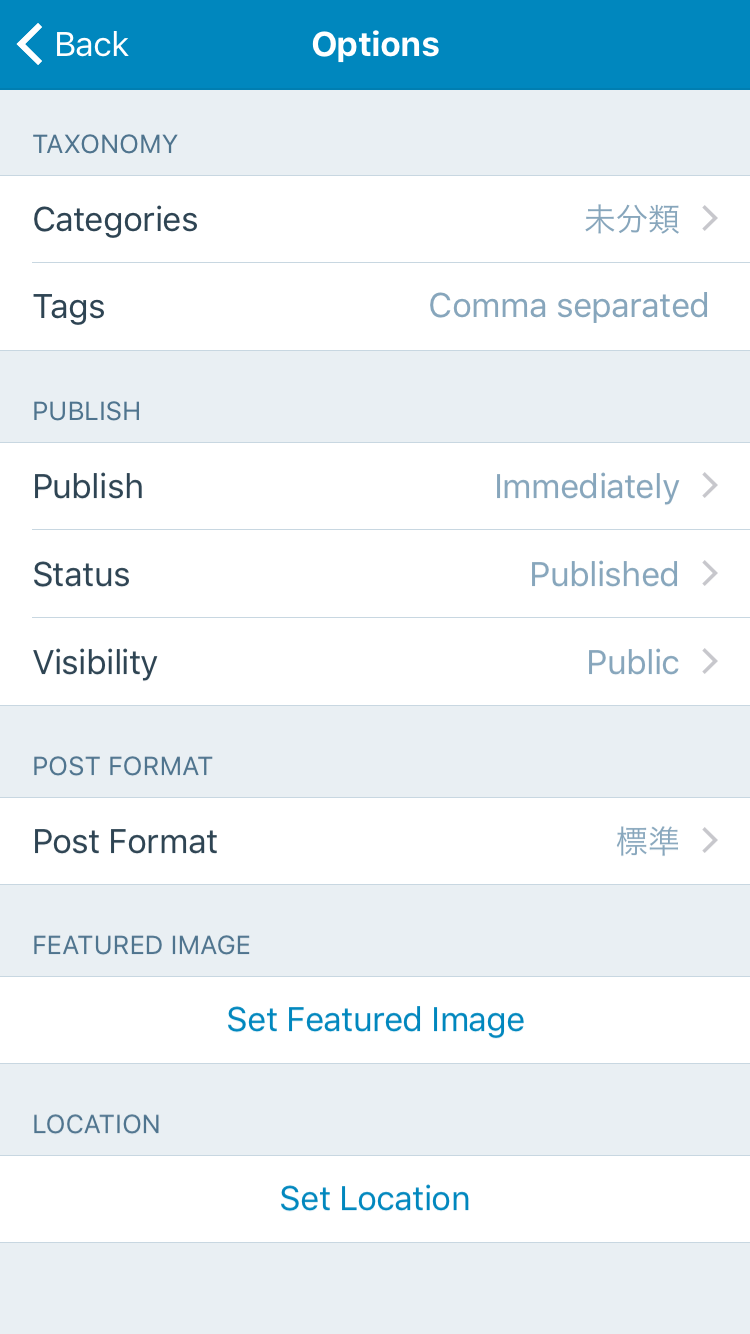 Back
Options
TAXONOMY
Categories 未分類
Tags Comma separated
PUBLISH
Publish Immediately
Status Published
Visibility Public
POST FORMAT
Post Format 標準
FEATURED IMAGE
Set Featured Image
LOCATION
Set Location